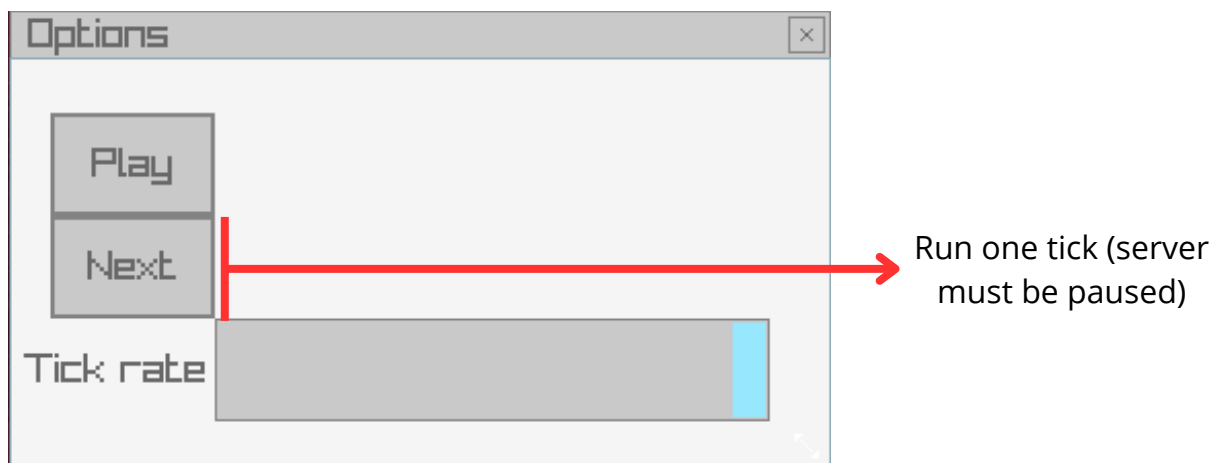 Options
Play
Next
Run one tick (server
must be paused)
Tick rate